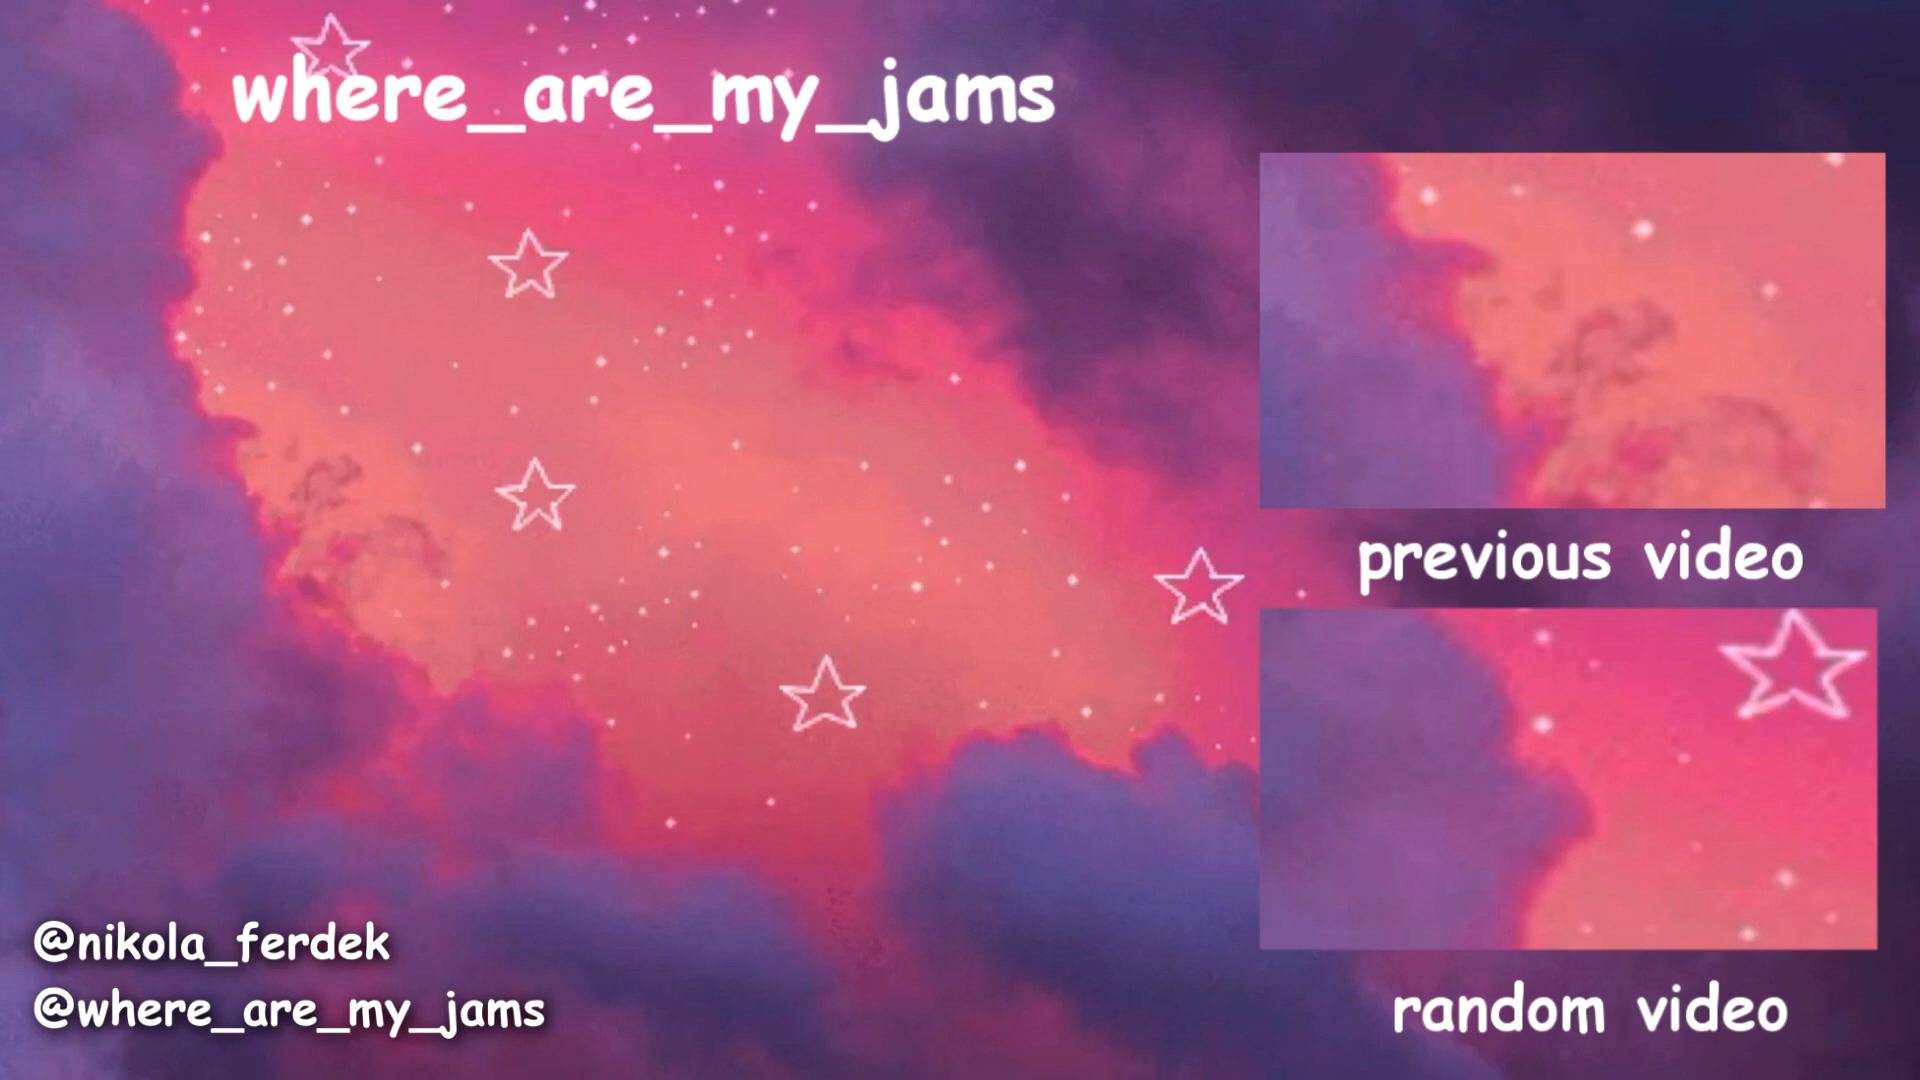 where_are_my_jams
previous video
@nikola_ferdek
@where_are_my_jams
random video